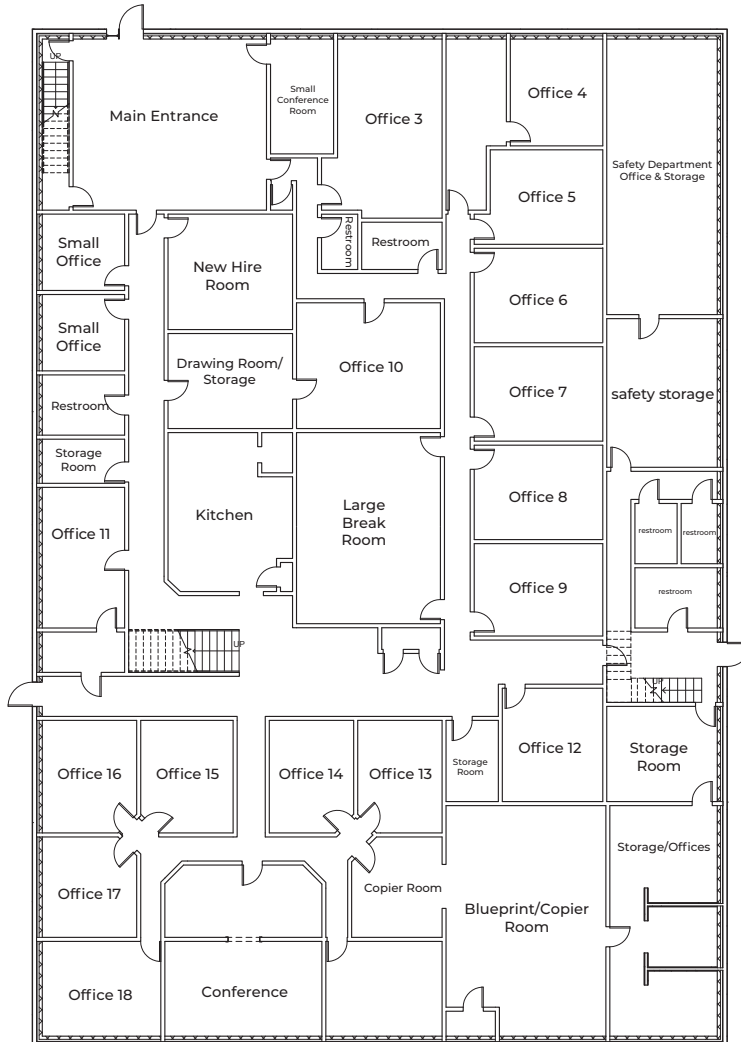 UP
Main Entrance
Small
Conference
Room
Office 3
Office 4
Safety Department
Office & Storage
Office 5
Small
Office
New Hire
Room
Restroom
Restroom
Office 6
Small
Office
Drawing Room/
Storage
Office 10
Office 7
safety storage
Restroom
Storage
Room
Office 11
Kitchen
Large
Break
Room
Office 8
restroom
restroom
Office 9
restroom
UP
UP
Office 16
Office 15
Office 14
Office 13
Storage
Room
Office 12
Storage
Room
Office 17
Copier Room
Blueprint/Copier
Room
Storage/Offices
Office 18
Conference